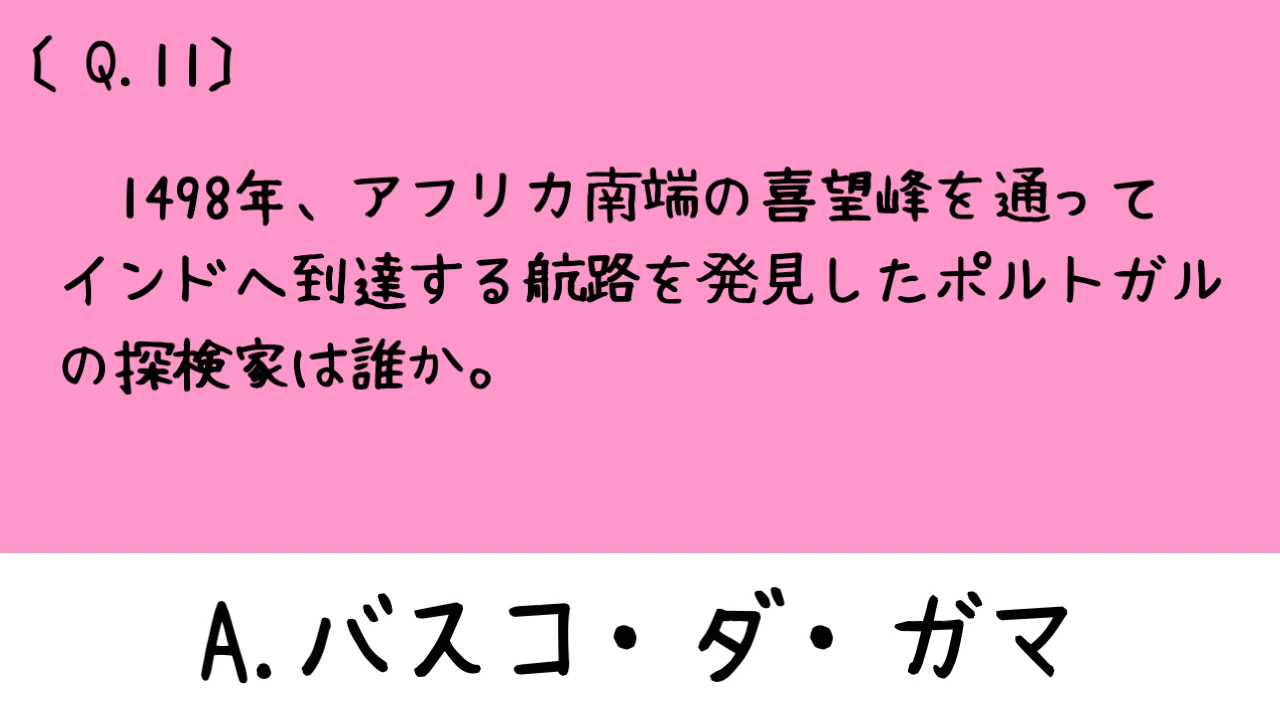 〔 Q.11〕
1498年、アフリカ南端の喜望峰を通って
インドへ到達する航路を発見したポルトガル
の探検家は誰か。
A.バスコ・ダ・ガマ